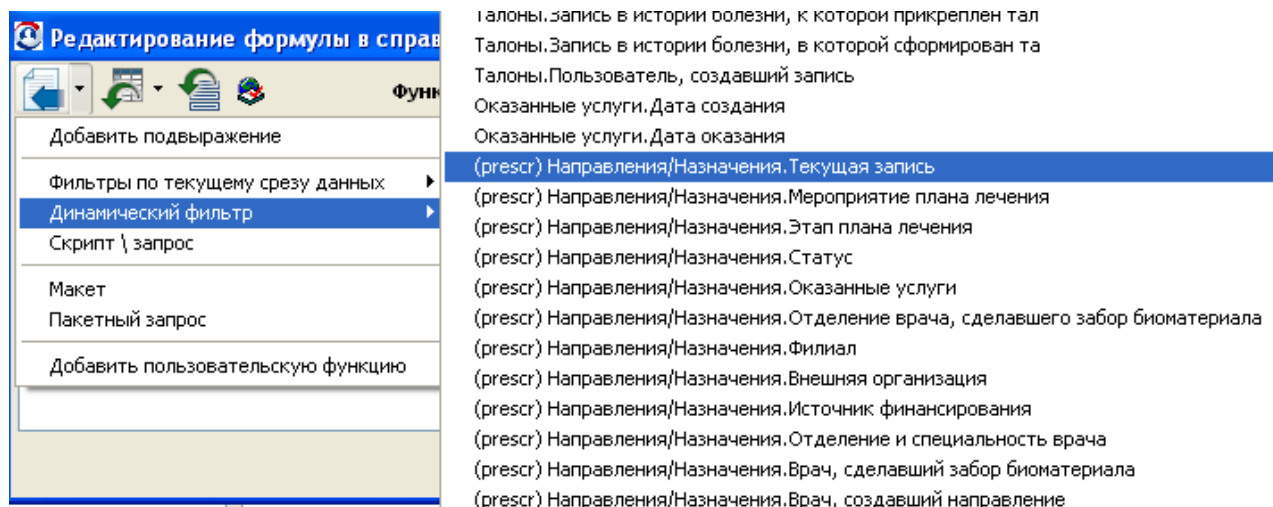 Редактирование формулы в справ
Функ
Добавить подвыражение
Фильтры по текущему срезу данных
Динамический фильтр
Скрипт \ запрос
Макет
Пакетный запрос
Добавить пользовательскую функцию
Талоны.Запись в истории болезни, к которой прикреплен тал
Талоны.Запись в истории болезни, в которой сформирован та
Талоны.Пользователь, создавший запись
Оказанные услуги.Дата создания
Оказанные услуги.Дата оказания
(prescr) Направления/Назначения.Текущая запись
(prescr) Направления/Назначения.Мероприятие плана лечения
(prescr) Направления/Назначения.Этап плана лечения
(prescr) Направления/Назначения.Статус
(prescr) Направления/Назначения.Оказанные услуги
(prescr) Направления/Назначения.Отделение врача, сделавшего забор биоматериала
(prescr) Направления/Назначения.Филиал
(prescr) Направления/Назначения.Внешняя организация
(prescr) Направления/Назначения.Источник финансирования
(prescr) Направления/Назначения.Отделение и специальность врача
(prescr) Направления/Назначения.Врач, сделавший забор биоматериала
(prescr) Направления/Назначения.Врач, создавший направление